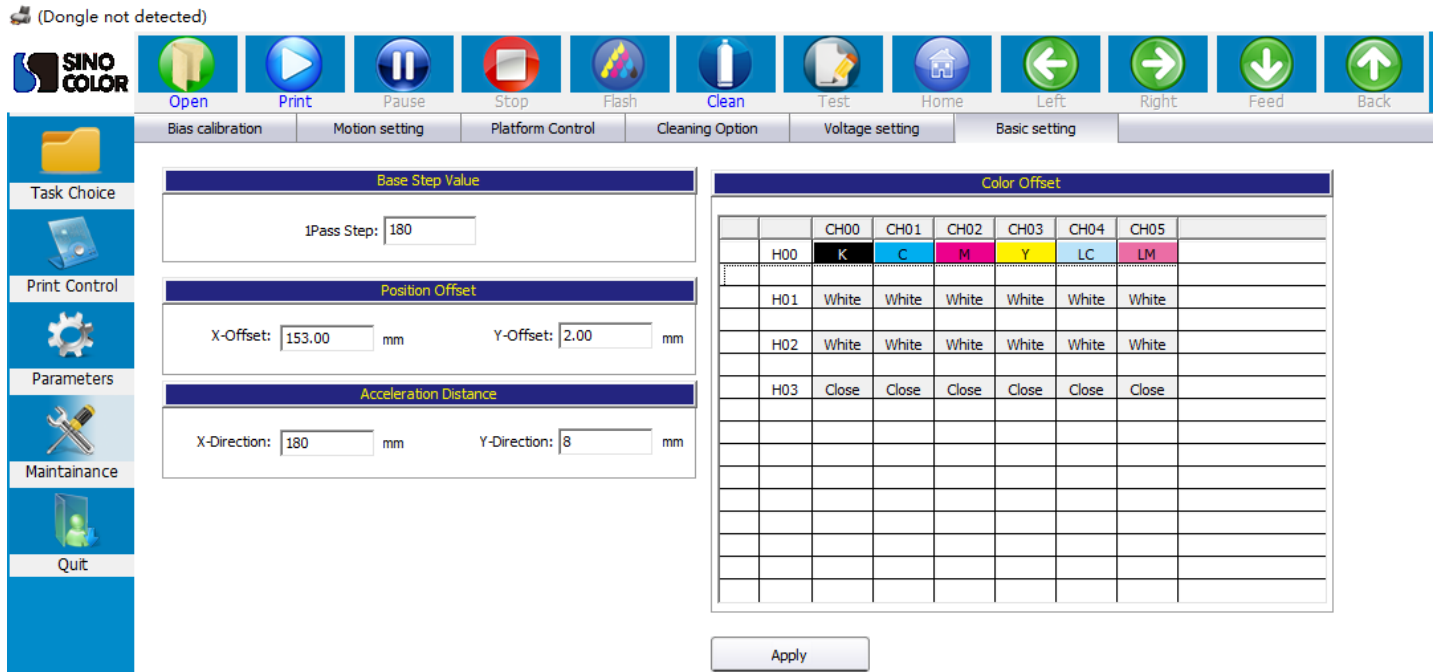 (Dongle not detected)
SINO
COLOR
Open Print Pause Stop Flash Clean Test Home Left Right Feed Back
Bias calibration Motion setting Platform Control Cleaning Option Voltage setting Basic setting
Task Choice
Print Control
Parameters
Maintainance
Quit
Base Step Value
1Pass Step: 180
Position Offset
X-Offset: 153.00 mm Y-Offset: 2.00 mm
Acceleration Distance
X-Direction: 180 mm Y-Direction: 8 mm
Color Offset
CH00 CH01 CH02 CH03 CH04 CH05
H00 K C M Y LC LM
H01 White White White White White White
H02 White White White White White White
H03 Close Close Close Close Close Close
Apply